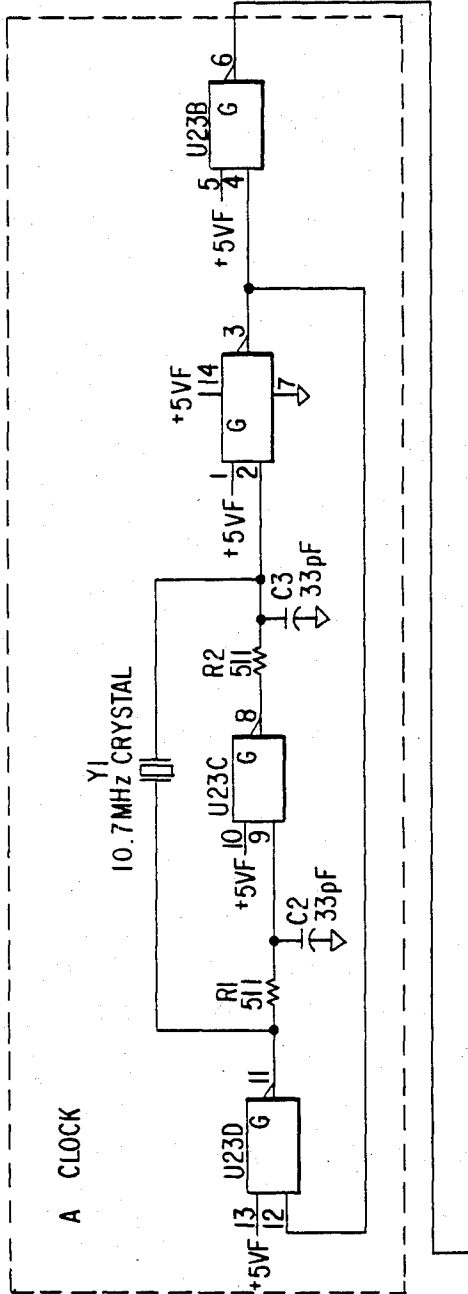 A CLOCK
Y1
10.7MHz CRYSTAL
+5VF
13
12
U23D
G
11
R1
511
C2
33pF
+5VF
10
9
U23C
G
8
R2
511
C3
33pF
+5VF
1
2
+5VF
14
G
7
3
+5VF
5
4
U23B
G
6